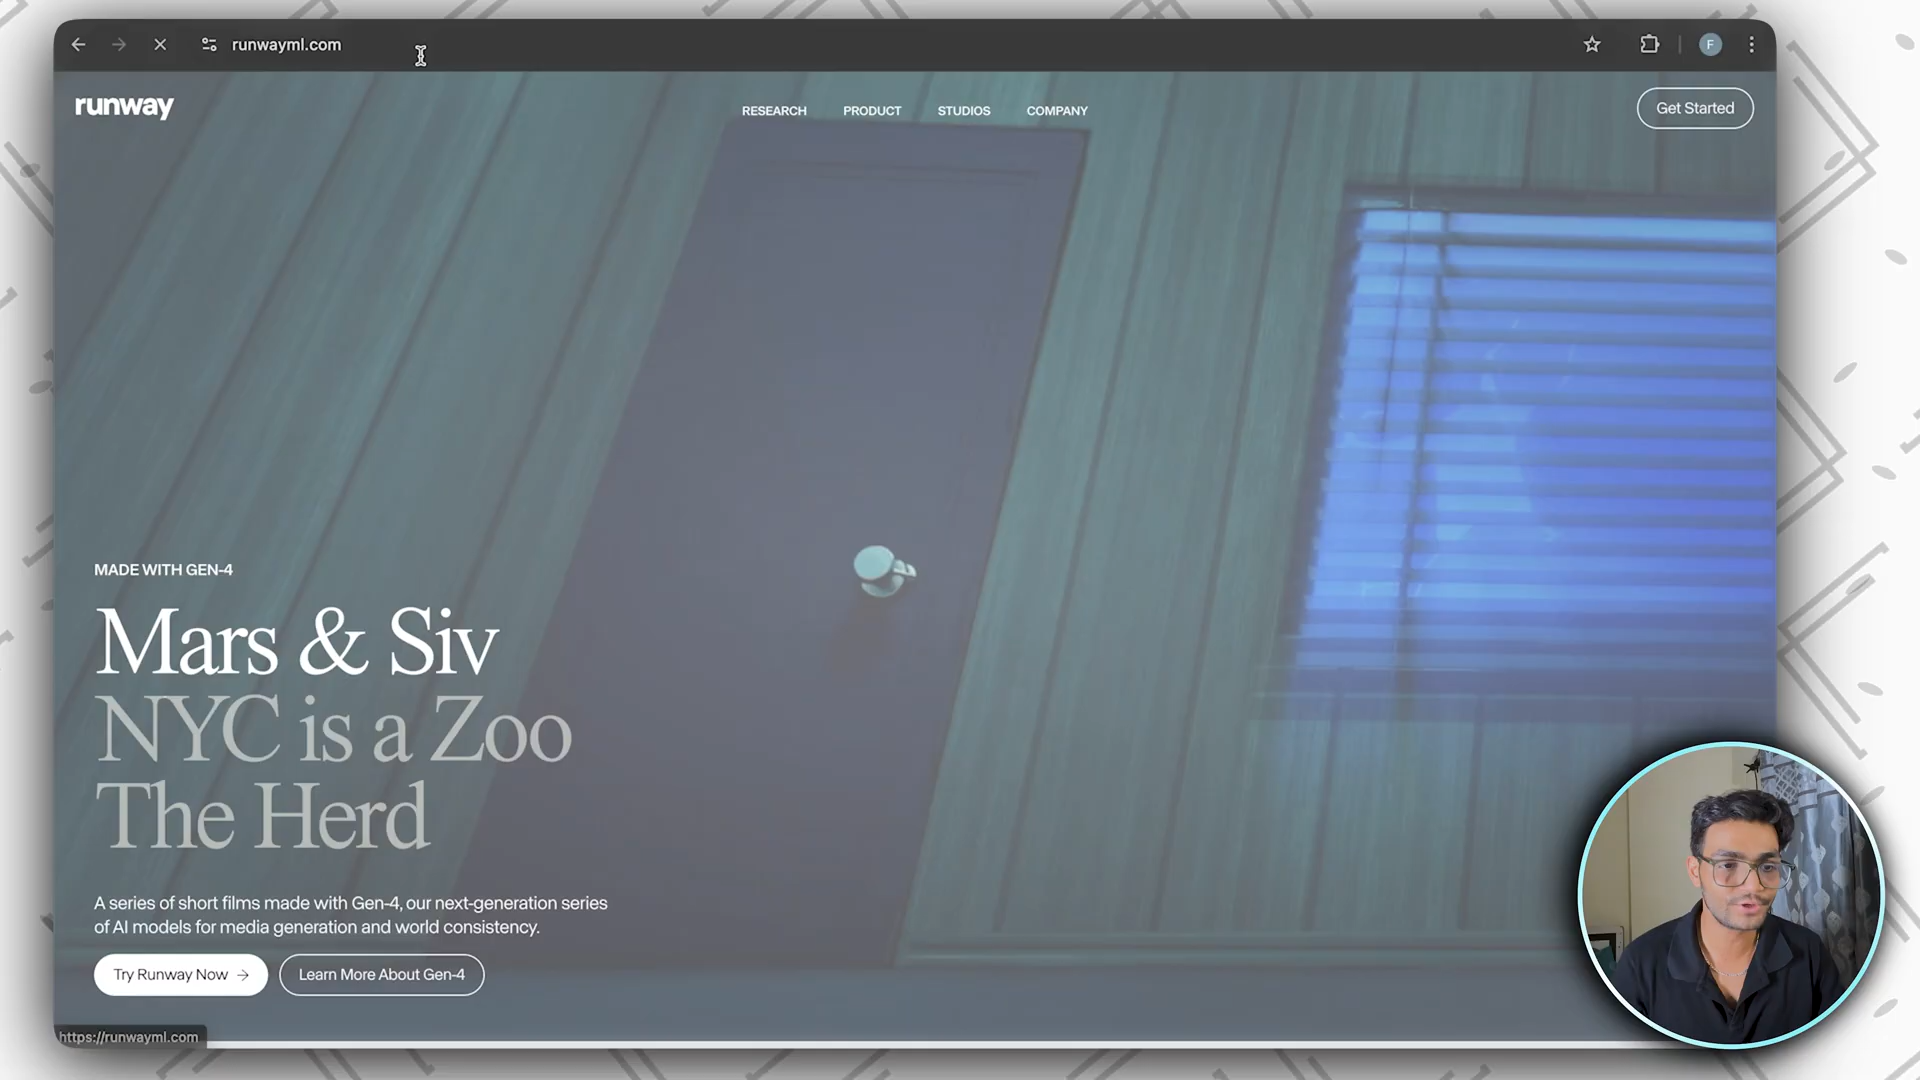 runwayml.com
F
runway
RESEARCH
PRODUCT
STUDIOS
COMPANY
Get Started
MADE WITH GEN-4
Mars & Siv
NYC is a Zoo
The Herd
A series of short films made with Gen-4, our next-generation series
of AI models for media generation and world consistency.
Try Runway Now →
Learn More About Gen-4
https://runwayml.com